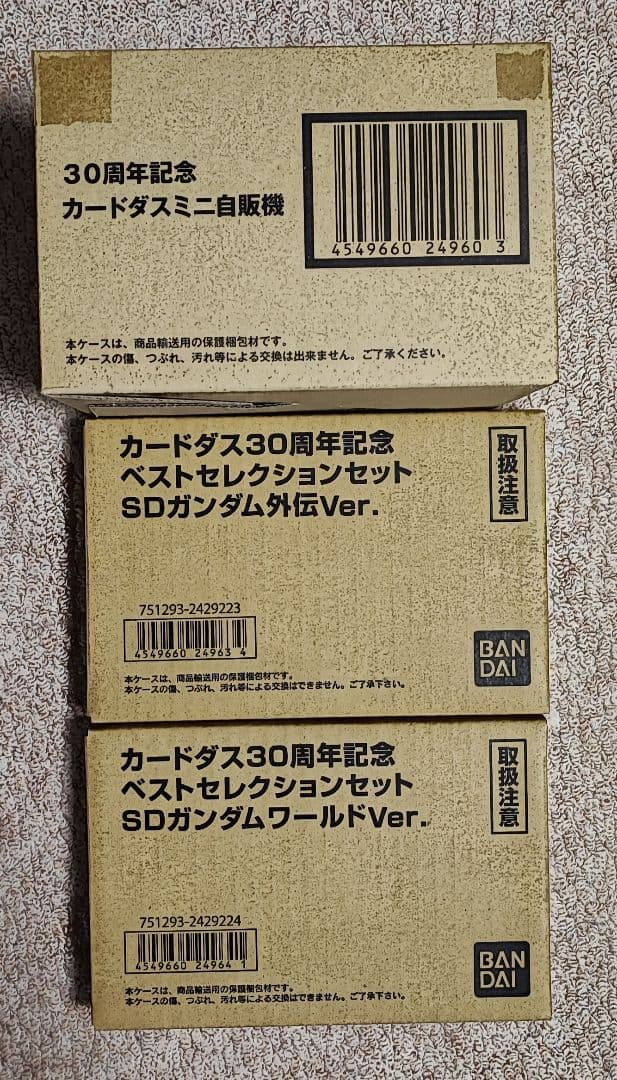 30周年記念
カードダスミニ自販機
4549660 24960 3
本ケースは、商品輸送用の保護梱包材です。
本ケースの傷、つぶれ、汚れ等による交換は出来ません。ご了承ください。
カードダス30周年記念
ベストセレクションセット
SDガンダム外伝Ver.
取扱注意
751293-2429223
4549660 24963 4
BAN
DAI
本ケースは、商品輸送用の保護梱包材です。
本ケースの傷、つぶれ、汚れ等による交換はできません。ご了承下さい。
カードダス30周年記念
ベストセレクションセット
SDガンダムワールドVer.
取扱注意
751293-2429224
4549660 24964 1
BAN
DAI
本ケースは、商品輸送用の保護梱包材です。
本ケースの傷、つぶれ、汚れ等による交換はできません。ご了承下さい。